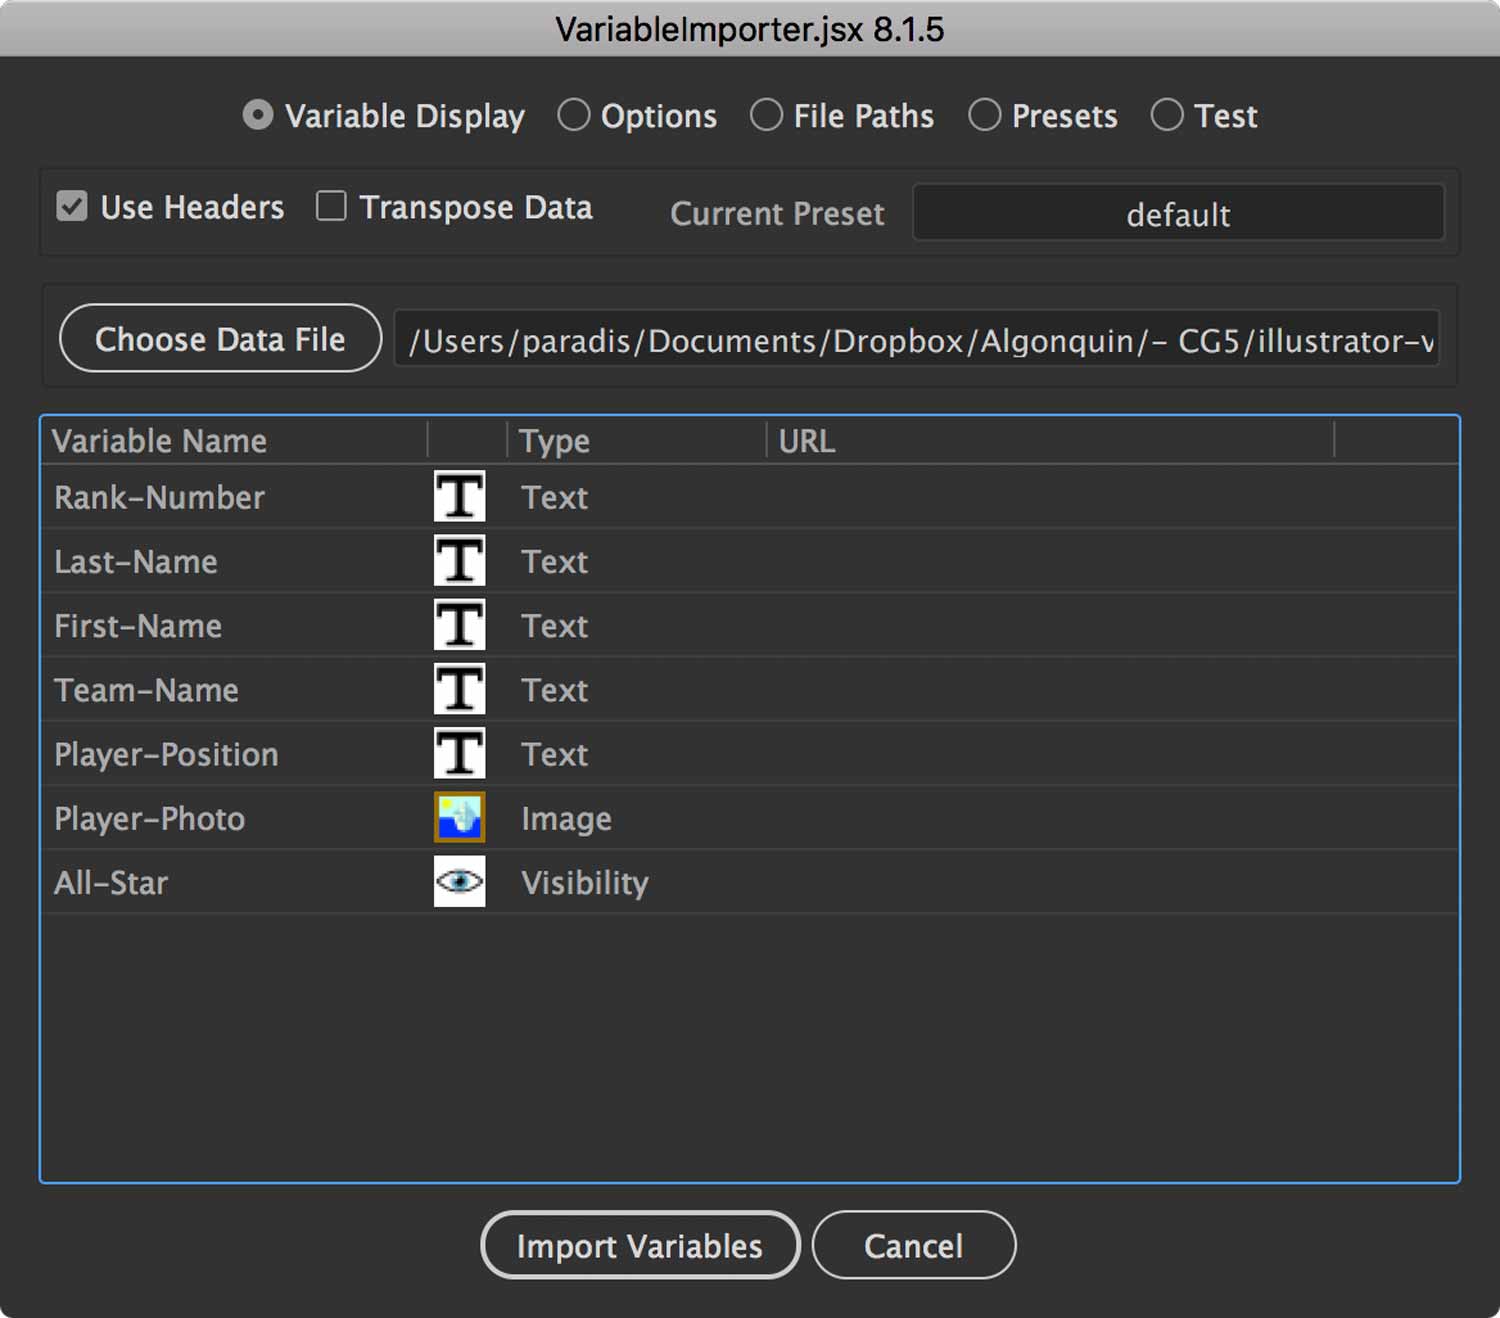 VariableImporter.jsx 8.1.5
Variable Display Options File Paths Presets Test
Use Headers Transpose Data Current Preset default
Choose Data File /Users/paradis/Documents/Dropbox/Algonquin/- CG5/illustrator-v
Variable Name Type URL
Rank-Number T Text
Last-Name T Text
First-Name T Text
Team-Name T Text
Player-Position T Text
Player-Photo Image
All-Star Visibility
Import Variables Cancel